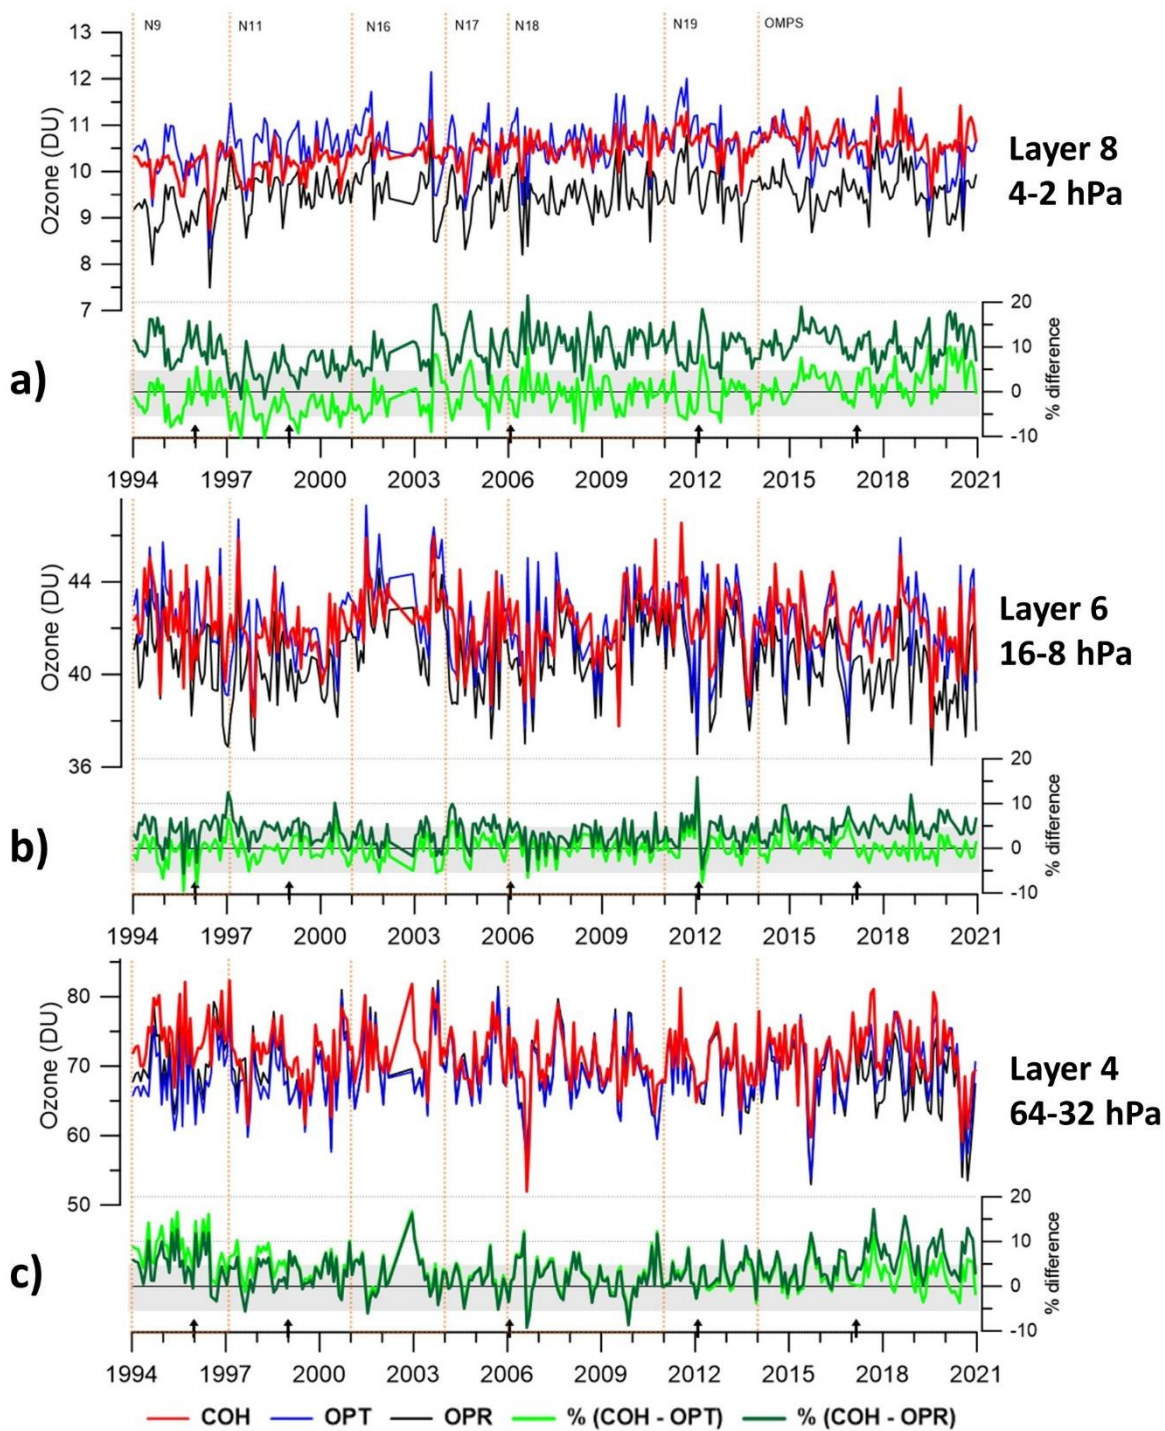 N9 N11 N16 N17 N18 N19 OMPS
13
12
11
10
9
8
7
Ozone (DU)
Layer 8
4-2 hPa
20
10
0
-10
% difference
a)
1994 1997 2000 2003 2006 2009 2012 2015 2018 2021
44
40
36
Ozone (DU)
Layer 6
16-8 hPa
20
10
0
-10
% difference
b)
1994 1997 2000 2003 2006 2009 2012 2015 2018 2021
80
70
60
50
Ozone (DU)
Layer 4
64-32 hPa
20
10
0
-10
% difference
c)
1994 1997 2000 2003 2006 2009 2012 2015 2018 2021
COH OPT OPR % (COH - OPT) % (COH - OPR)